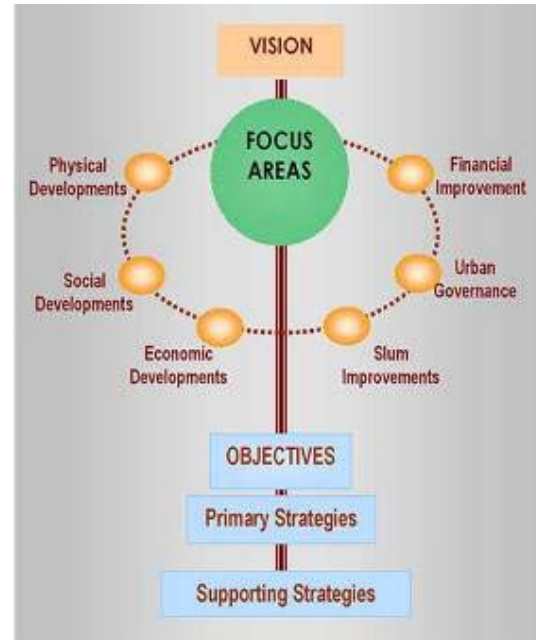 VISION
FOCUS
AREAS
Physical
Developments
Financial
Improvement
Social
Developments
Urban
Governance
Economic
Developments
Slum
Improvements
OBJECTIVES
Primary Strategies
Supporting Strategies